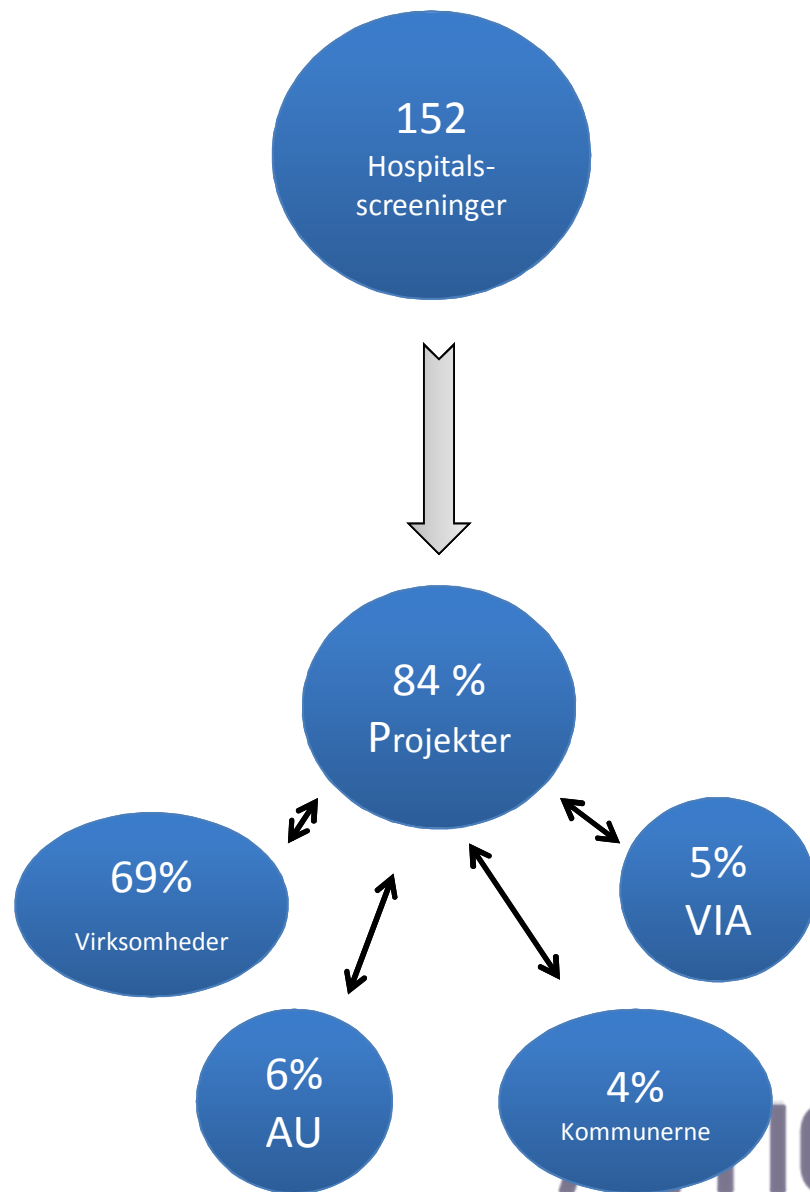 152
Hospitals-
screeninger
84 %
Projekter
69%
Virksomheder
5%
VIA
6%
AU
4%
Kommunerne